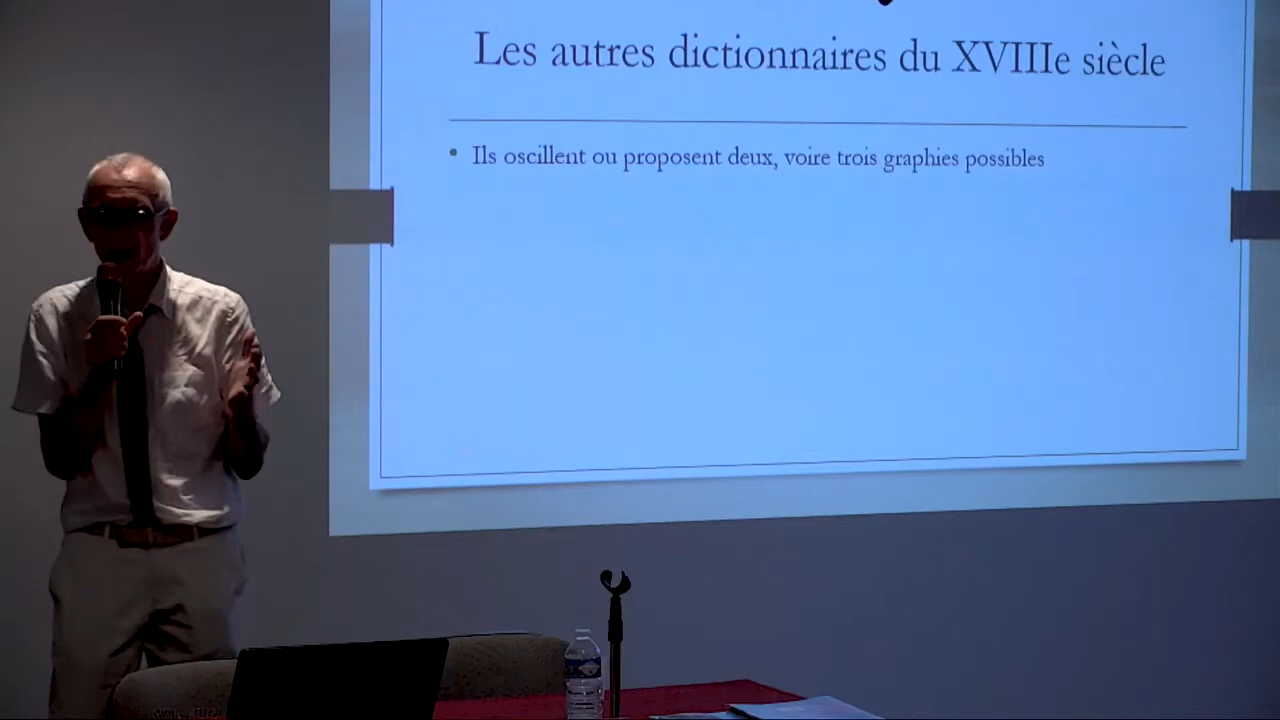 Les autres dictionnaires du XVIIIe siècle
• Ils oscillent ou proposent deux, voire trois graphies possibles